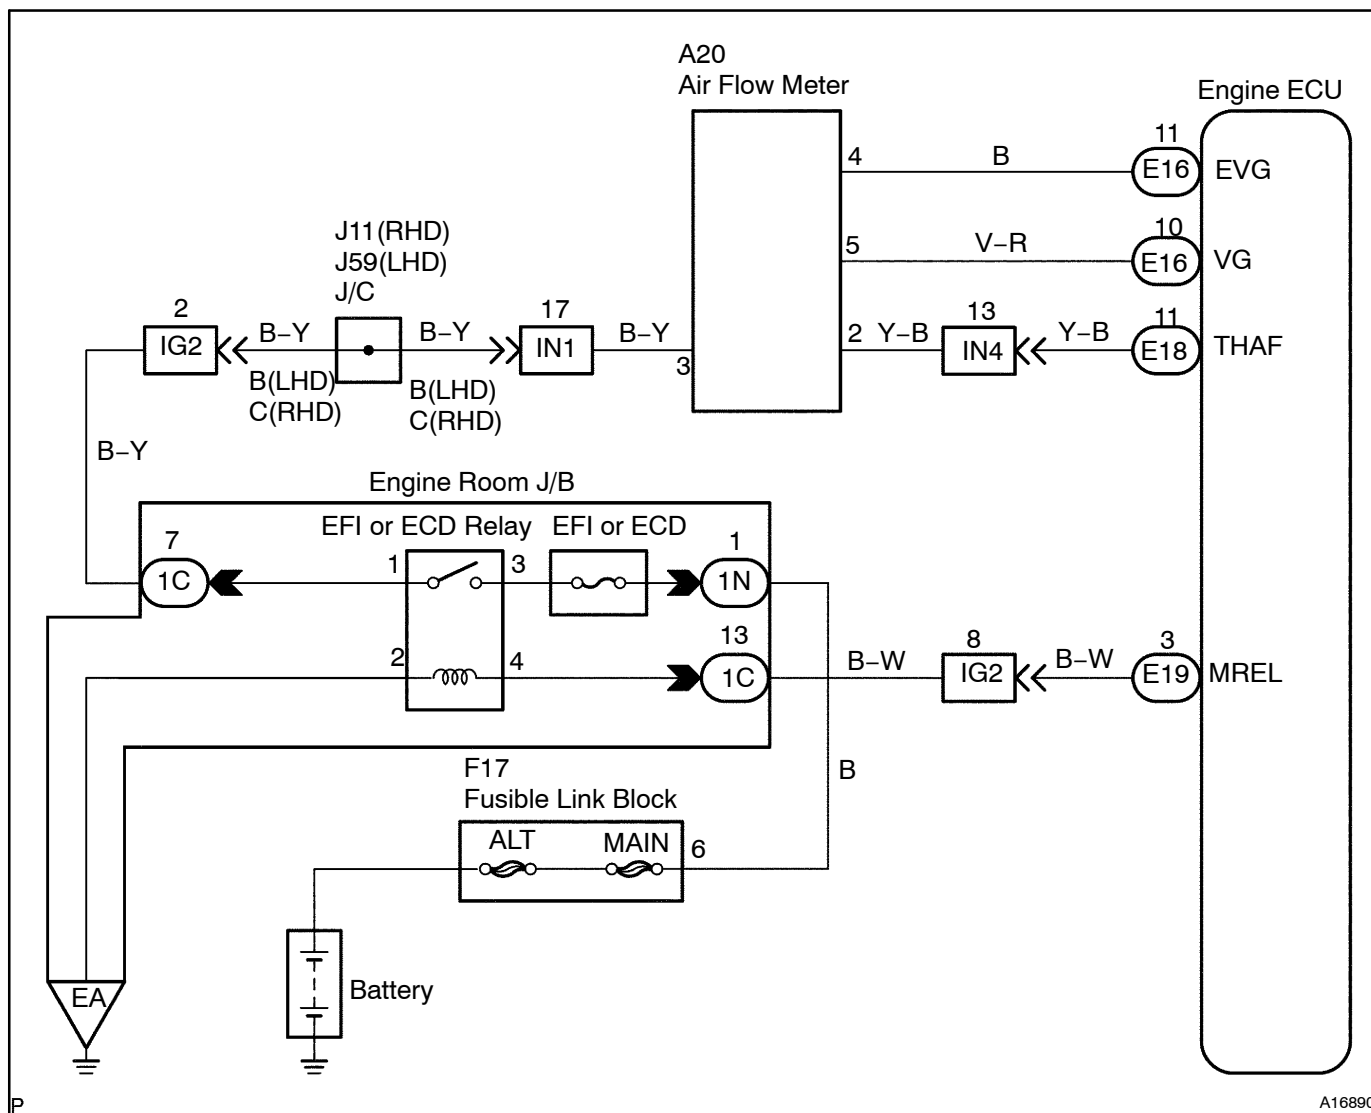 A20
Air Flow Meter
Engine ECU
11
4
B
E16
EVG
J11(RHD)
J59(LHD)
J/C
10
5
V–R
E16
VG
2
IG2
B–Y
B–Y
17
IN1
B–Y
3
2
Y–B
13
IN4
Y–B
11
E18
THAF
B(LHD)
C(RHD)
B(LHD)
C(RHD)
B–Y
Engine Room J/B
EFI or ECD Relay
EFI or ECD
7
1C
1
3
1
1N
2
4
13
1C
B–W
8
IG2
B–W
3
E19
MREL
B
F17
Fusible Link Block
ALT
MAIN
6
Battery
EA
P
A16890